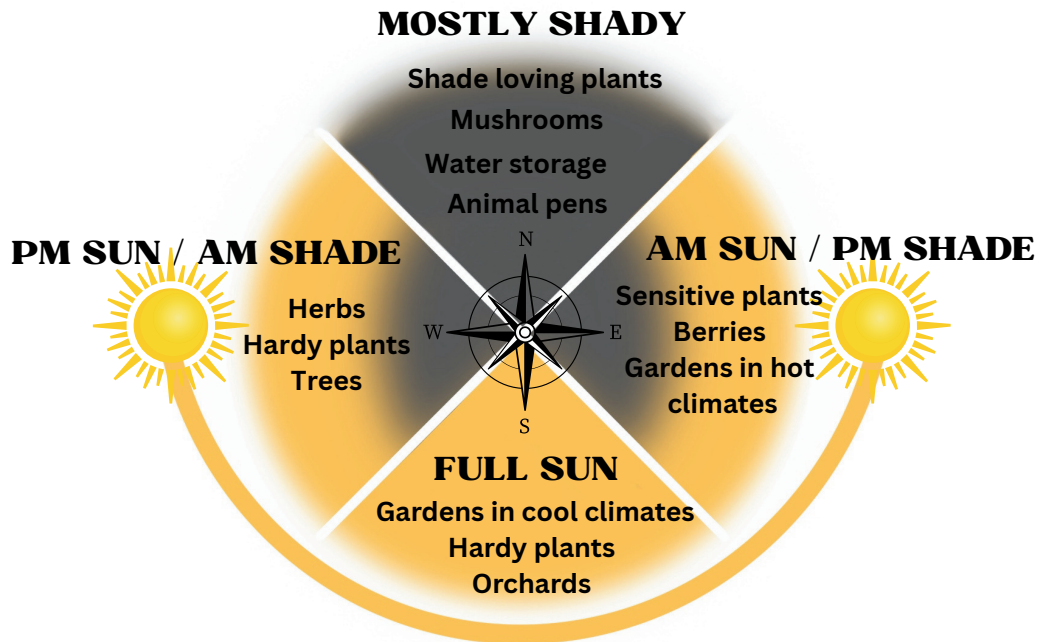 MOSTLY SHADY
Shade loving plants
Mushrooms
Water storage
Animal pens
N
PM SUN / AM SHADE
AM SUN / PM SHADE
Herbs
Hardy plants
Trees
W
E
Sensitive plants
Berries
Gardens in hot
climates
S
FULL SUN
Gardens in cool climates
Hardy plants
Orchards